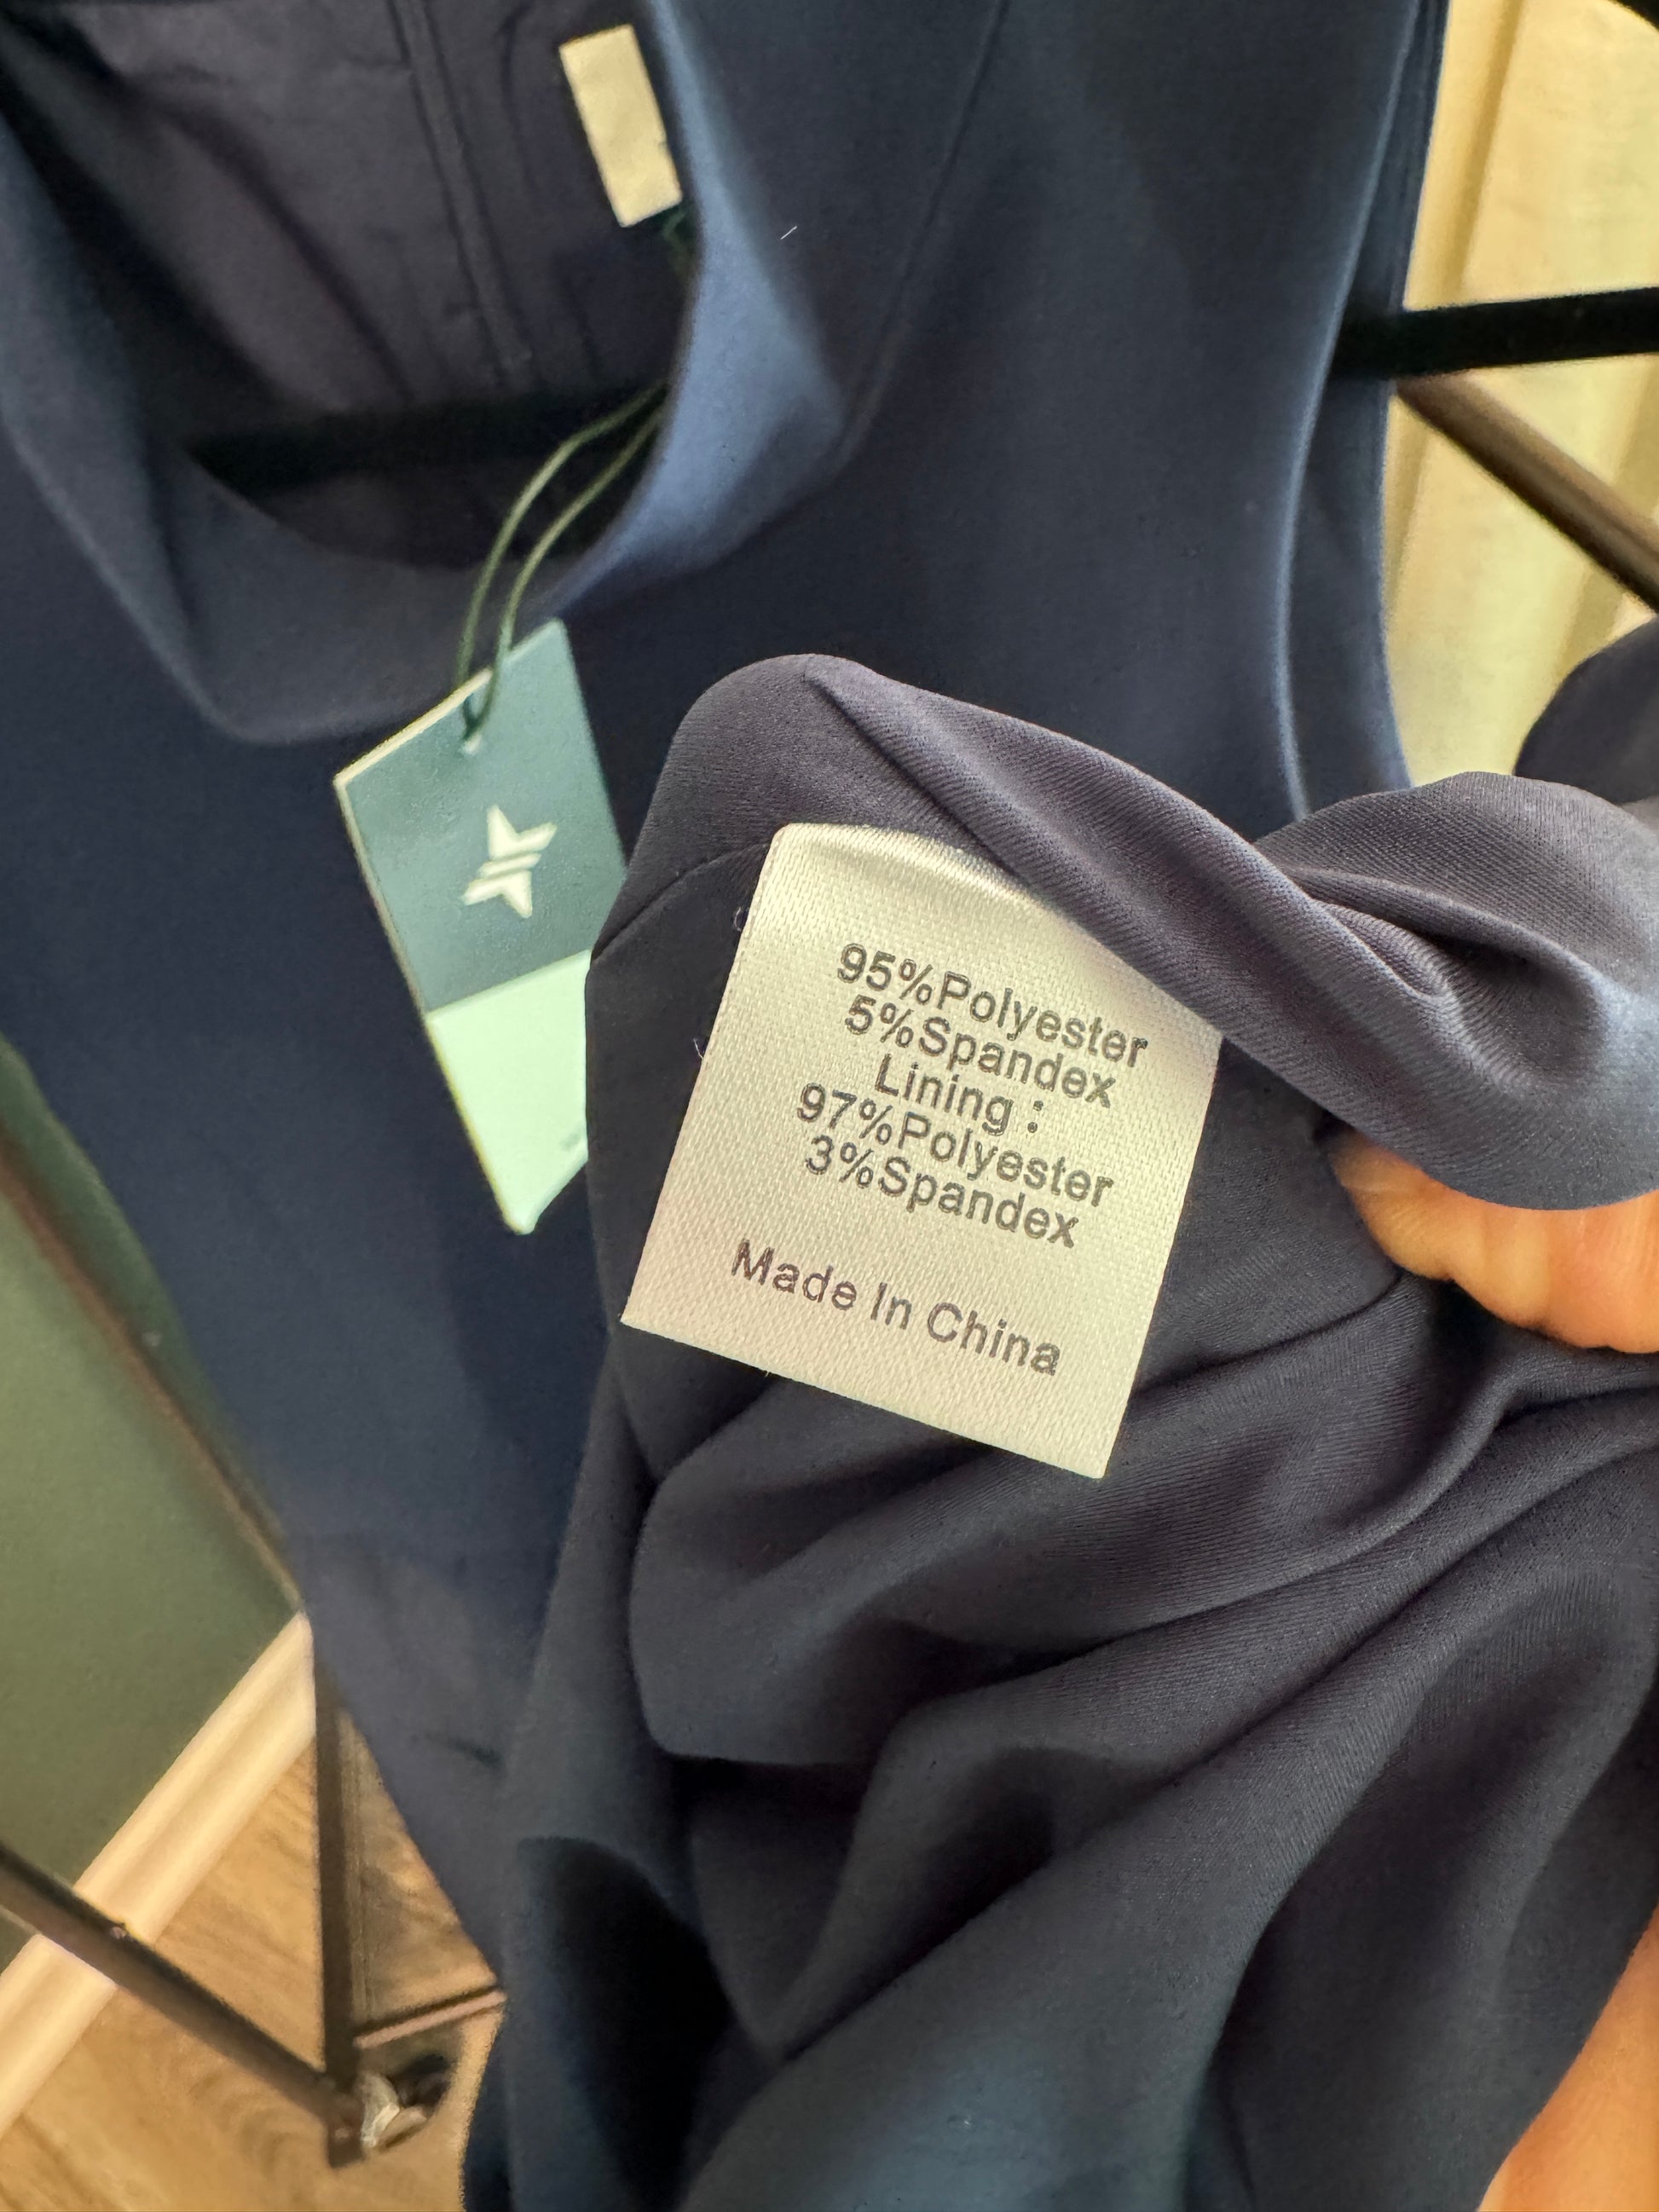 95%Polyester
5%Spandex
Lining :
97%Polyester
3%Spandex
Made In China